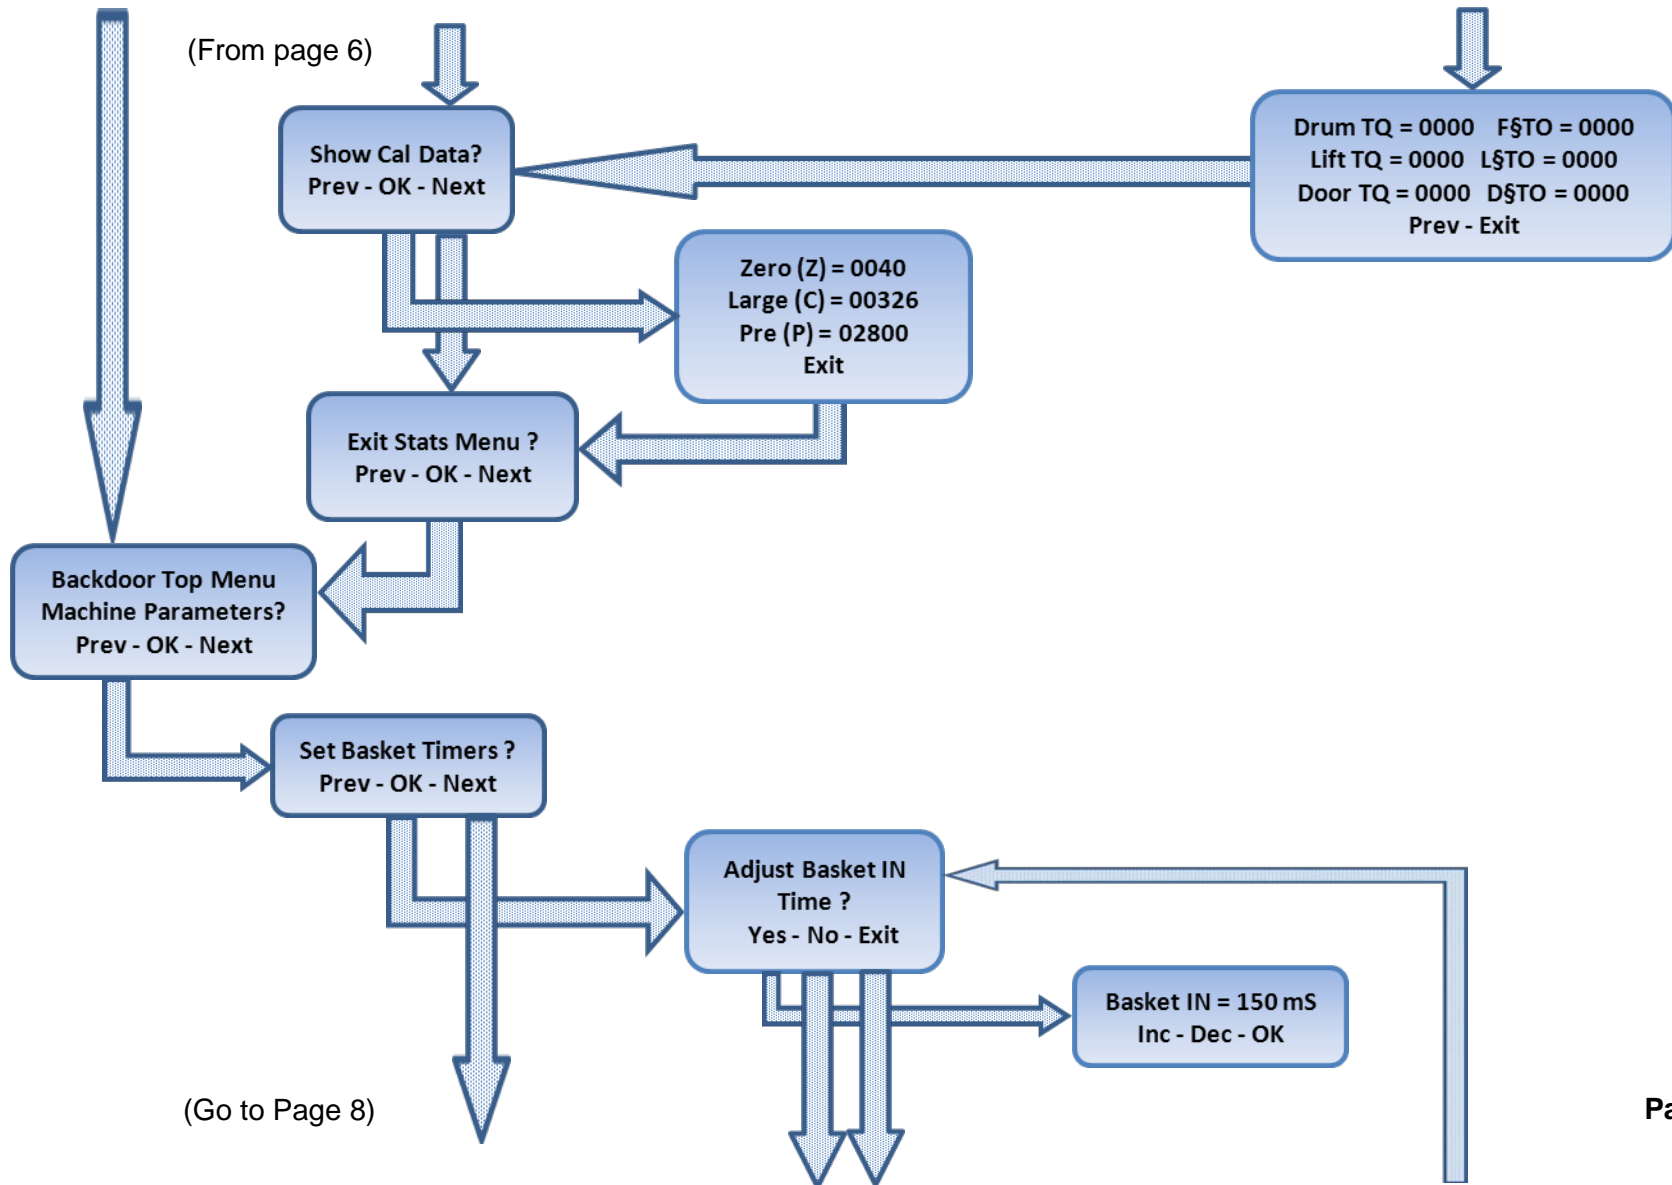 (From page 6)
Drum TQ = 0000 F§TO = 0000
Lift TQ = 0000 L§TO = 0000
Door TQ = 0000 D§TO = 0000
Prev - Exit
Show Cal Data?
Prev - OK - Next
Zero (Z) = 0040
Large (C) = 00326
Pre (P) = 02800
Exit
Exit Stats Menu ?
Prev - OK - Next
Backdoor Top Menu
Machine Parameters?
Prev - OK - Next
Set Basket Timers ?
Prev - OK - Next
Adjust Basket IN
Time ?
Yes - No - Exit
Basket IN = 150 mS
Inc - Dec - OK
(Go to Page 8)
Pa